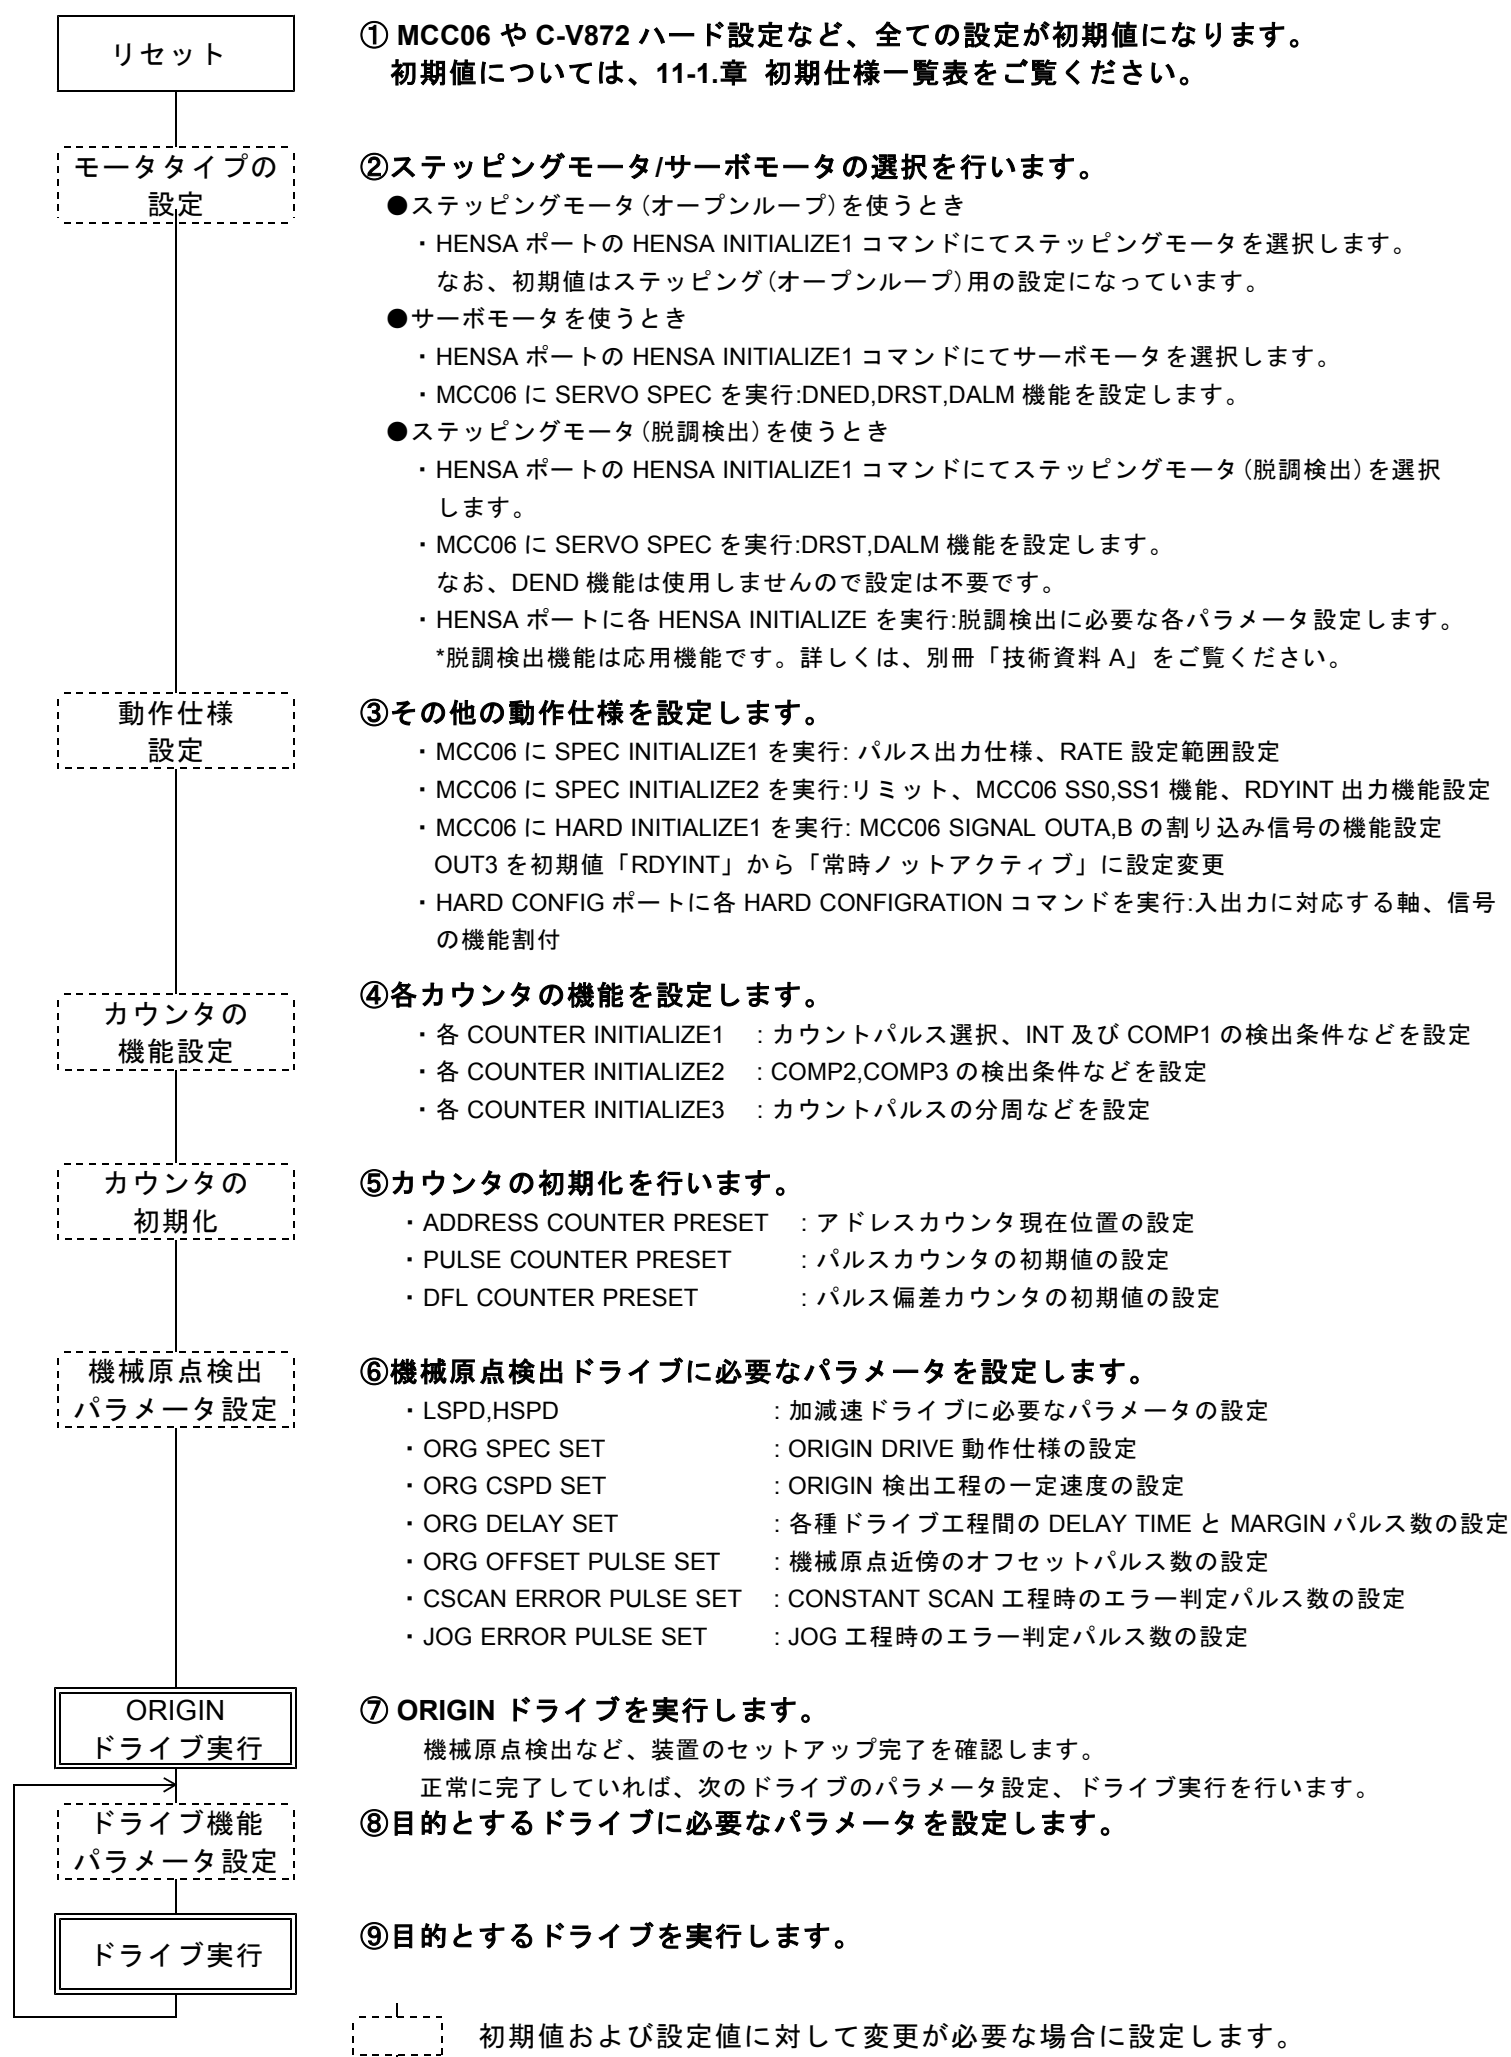 リセット
① MCC06 や C-V872 ハード設定など、全ての設定が初期値になります。
初期値については、11-1.章 初期仕様一覧表をご覧ください。
モータタイプの
設定
②ステッピングモータ/サーボモータの選択を行います。
●ステッピングモータ(オープンループ)を使うとき
・HENSA ポートの HENSA INITIALIZE1 コマンドにてステッピングモータを選択します。
なお、初期値はステッピング(オープンループ)用の設定になっています。
●サーボモータを使うとき
・HENSA ポートの HENSA INITIALIZE1 コマンドにてサーボモータを選択します。
・MCC06 に SERVO SPEC を実行:DNED,DRST,DALM 機能を設定します。
●ステッピングモータ(脱調検出)を使うとき
・HENSA ポートの HENSA INITIALIZE1 コマンドにてステッピングモータ(脱調検出)を選択
します。
・MCC06 に SERVO SPEC を実行:DRST,DALM 機能を設定します。
なお、DEND 機能は使用しませんので設定は不要です。
・HENSA ポートに各 HENSA INITIALIZE を実行:脱調検出に必要な各パラメータ設定します。
*脱調検出機能は応用機能です。詳しくは、別冊「技術資料 A」をご覧ください。
動作仕様
設定
③その他の動作仕様を設定します。
・MCC06 に SPEC INITIALIZE1 を実行: パルス出力仕様、RATE 設定範囲設定
・MCC06 に SPEC INITIALIZE2 を実行:リミット、MCC06 SS0,SS1 機能、RDYINT 出力機能設定
・MCC06 に HARD INITIALIZE1 を実行: MCC06 SIGNAL OUTA,B の割り込み信号の機能設定
OUT3 を初期値「RDYINT」から「常時ノットアクティブ」に設定変更
・HARD CONFIG ポートに各 HARD CONFIGRATION コマンドを実行:入出力に対応する軸、信号
の機能割付
カウンタの
機能設定
④各カウンタの機能を設定します。
・各 COUNTER INITIALIZE1 : カウントパルス選択、INT 及び COMP1 の検出条件などを設定
・各 COUNTER INITIALIZE2 : COMP2,COMP3 の検出条件などを設定
・各 COUNTER INITIALIZE3 : カウントパルスの分周などを設定
カウンタの
初期化
⑤カウンタの初期化を行います。
・ADDRESS COUNTER PRESET : アドレスカウンタ現在位置の設定
・PULSE COUNTER PRESET : パルスカウンタの初期値の設定
・DFL COUNTER PRESET : パルス偏差カウンタの初期値の設定
機械原点検出
パラメータ設定
⑥機械原点検出ドライブに必要なパラメータを設定します。
・LSPD,HSPD : 加減速ドライブに必要なパラメータの設定
・ORG SPEC SET : ORIGIN DRIVE 動作仕様の設定
・ORG CSPD SET : ORIGIN 検出工程の一定速度の設定
・ORG DELAY SET : 各種ドライブ工程間の DELAY TIME と MARGIN パルス数の設定
・ORG OFFSET PULSE SET : 機械原点近傍のオフセットパルス数の設定
・CSCAN ERROR PULSE SET : CONSTANT SCAN 工程時のエラー判定パルス数の設定
・JOG ERROR PULSE SET : JOG 工程時のエラー判定パルス数の設定
ORIGIN
ドライブ実行
⑦ ORIGIN ドライブを実行します。
機械原点検出など、装置のセットアップ完了を確認します。
正常に完了していれば、次のドライブのパラメータ設定、ドライブ実行を行います。
ドライブ機能
パラメータ設定
⑧目的とするドライブに必要なパラメータを設定します。
ドライブ実行
⑨目的とするドライブを実行します。
初期値および設定値に対して変更が必要な場合に設定します。